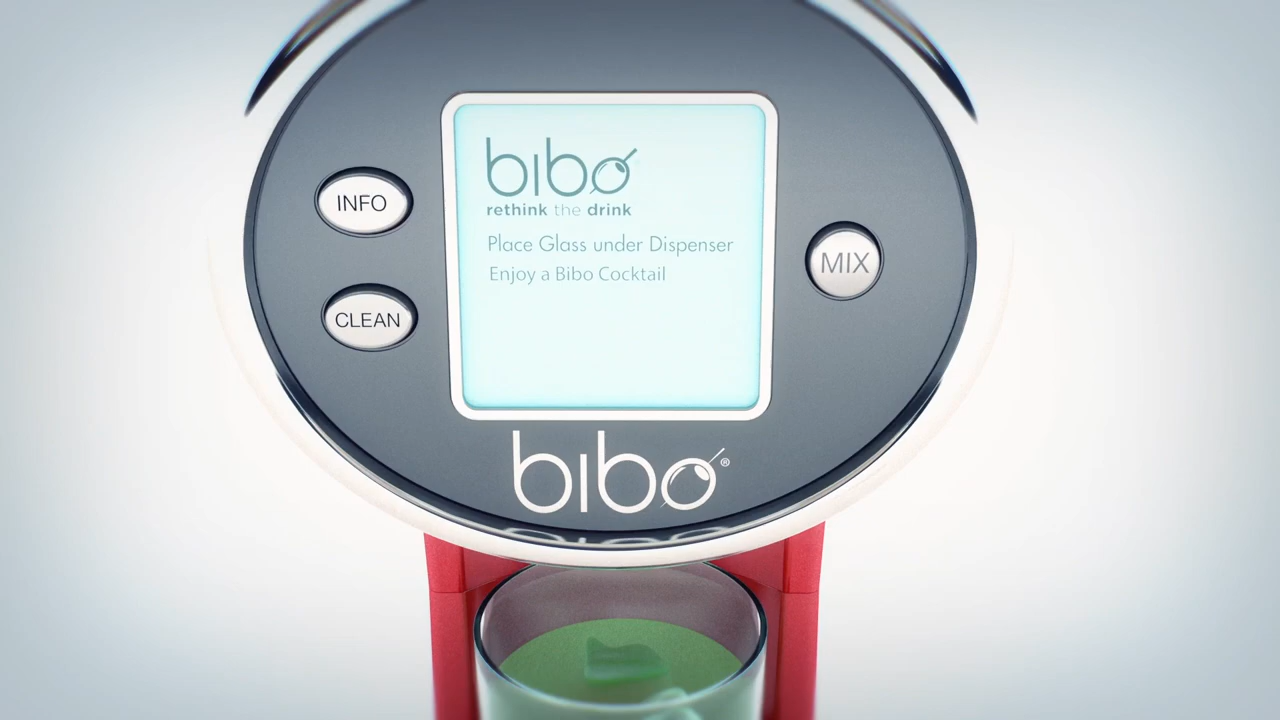 bibo
rethink the drink
Place Glass under Dispenser
Enjoy a Bibo Cocktail
INFO
CLEAN
MIX
bibo®